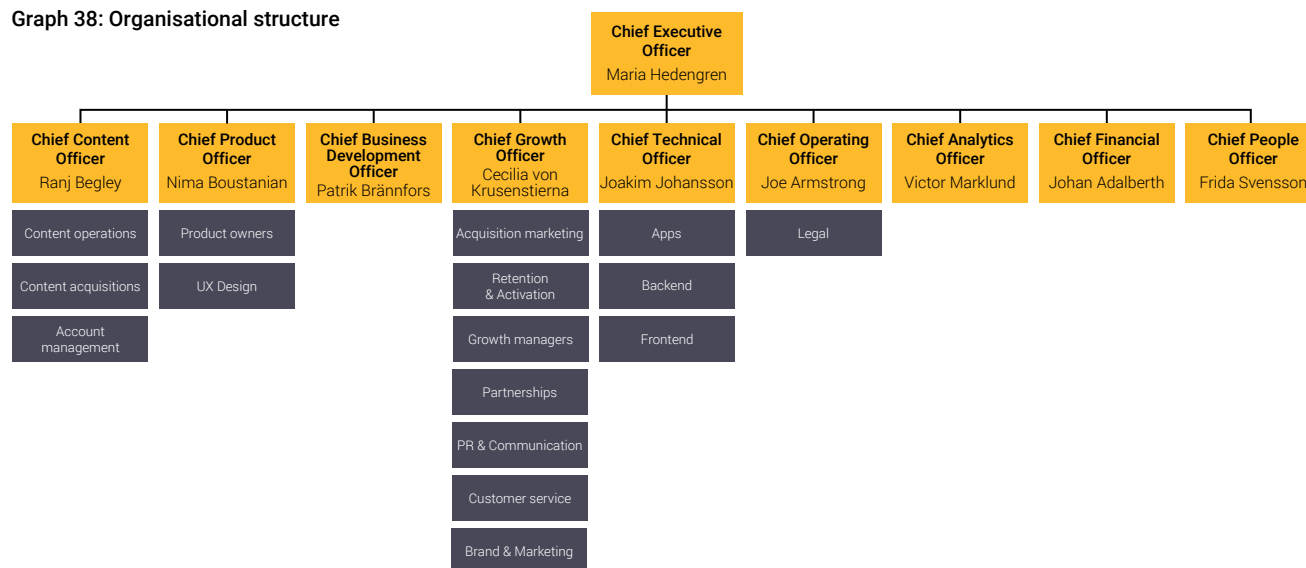 Graph 38: Organisational structure
Chief Executive
Officer
Maria Hedengren
Chief Content
Officer
Ranj Begley
Chief Product
Officer
Nima Boustanian
Chief Business
Development
Officer
Patrik Brännfors
Chief Growth
Officer
Cecilia von
Krusenstierna
Chief Technical
Officer
Joakim Johansson
Chief Operating
Officer
Joe Armstrong
Chief Analytics
Officer
Victor Marklund
Chief Financial
Officer
Johan Adalberth
Chief People
Officer
Frida Svensson
Content operations
Content acquisitions
Account
management
Product owners
UX Design
Acquisition marketing
Retention
& Activation
Growth managers
Partnerships
PR & Communication
Customer service
Brand & Marketing
Apps
Backend
Frontend
Legal